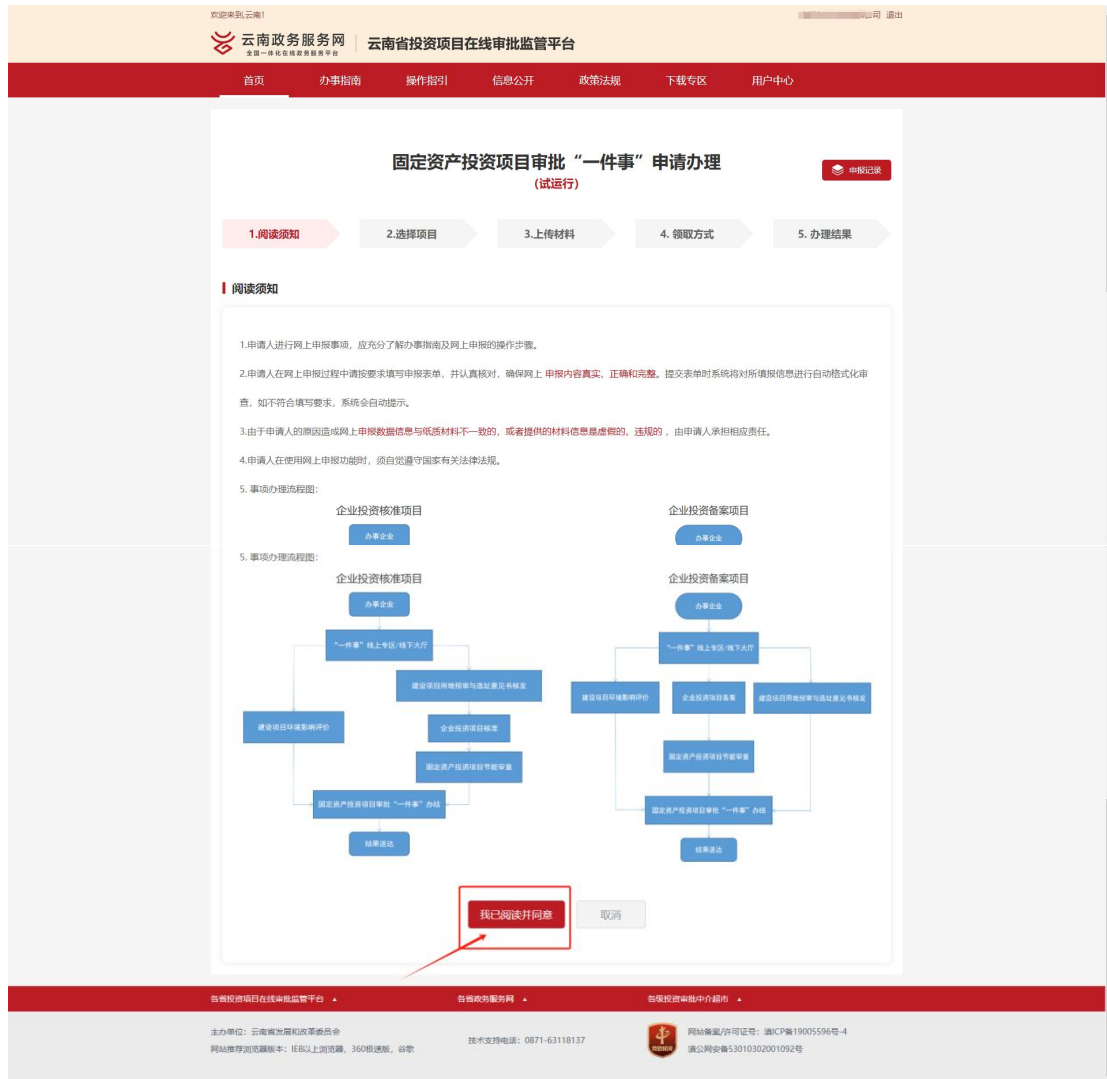 欢迎来到,云南!
司 退出
云南政务服务网
全国一体化在线政务服务平台
云南省投资项目在线审批监管平台
首页 办事指南 操作指引 信息公开 政策法规 下载专区 用户中心
固定资产投资项目审批“一件事”申请办理
(试运行)
申报记录
1.阅读须知 2.选择项目 3.上传材料 4. 领取方式 5. 办理结果
阅读须知
1.申请人进行网上申报事项，应充分了解办事指南及网上申报的操作步骤。
2.申请人在网上申报过程中请按要求填写申报表单，并认真核对，确保网上 申报内容真实、正确和完整。提交表单时系统将对所填报信息进行自动格式化审
查，如不符合填写要求，系统会自动提示。
3.由于申请人的原因造成网上申报数据信息与纸质材料不一致的，或者提供的材料信息是虚假的、违规的 ，由申请人承担相应责任。
4.申请人在使用网上申报功能时，须自觉遵守国家有关法律法规。
5. 事项办理流程图：
企业投资核准项目 企业投资备案项目
办事企业 办事企业
5. 事项办理流程图：
企业投资核准项目 企业投资备案项目
办事企业 办事企业
“一件事” 线上专区/线下大厅 “一件事” 线上专区/线下大厅
建设项目用地预审与选址意见书核发
建设项目环境影响评价 企业投资项目备案 建设项目用地预审与选址意见书核发
建设项目环境影响评价 企业投资项目核准
固定资产投资项目节能审查 固定资产投资项目节能审查
固定资产投资项目审批 “一件事” 办结 固定资产投资项目审批 “一件事” 办结
结果送达 结果送达
我已阅读并同意 取消
各省投资项目在线审批监管平台 各省政务服务网 各级投资审批中介超市
主办单位：云南省发展和改革委员会
网站推荐浏览器版本：IE8以上浏览器，360极速版，谷歌
技术支持电话：0871-63118137
网站备案/许可证号：滇ICP备19005596号-4
滇公网安备53010302001092号